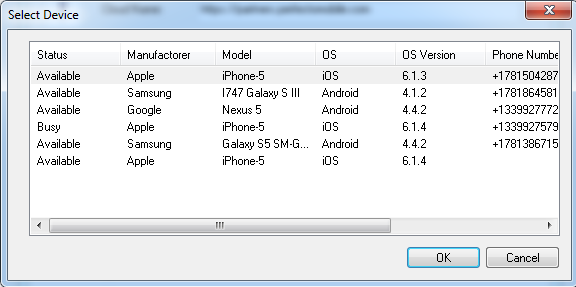 Select Device
Status Manufacturer Model OS OS Version Phone Numbe
Available Apple iPhone-5 iOS 6.1.3 +1781504287
Available Samsung I747 Galaxy S III Android 4.1.2 +1781864581
Available Google Nexus 5 Android 4.4.2 +1339927772
Busy Apple iPhone-5 iOS 6.1.4 +1339927579
Available Samsung Galaxy S5 SM-G... Android 4.4.2 +1781386715
Available Apple iPhone-5 iOS 6.1.4
OK Cancel